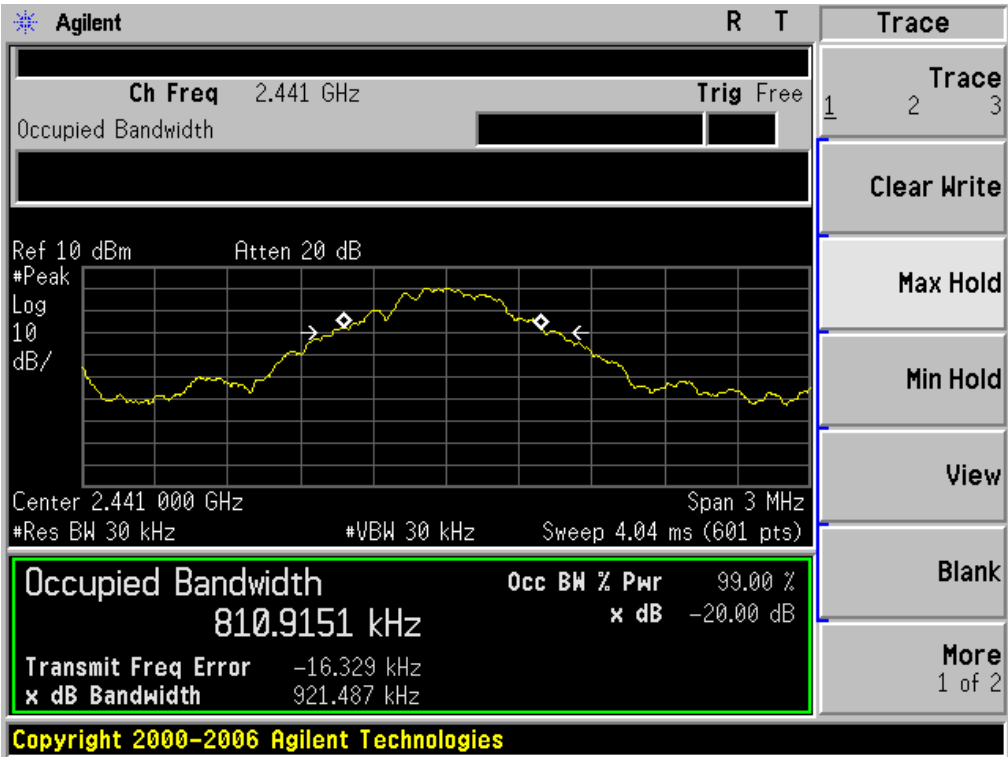 Agilent R T Trace
Ch Freq 2.441 GHz Trig Free
Occupied Bandwidth
Trace
1 2 3
Clear Write
Max Hold
Min Hold
View
Blank
More
1 of 2
Ref 10 dBm Atten 20 dB
#Peak
Log
10
dB/
Center 2.441 000 GHz Span 3 MHz
#Res BW 30 kHz #VBW 30 kHz Sweep 4.04 ms (601 pts)
Occupied Bandwidth
810.9151 kHz
Occ BW % Pwr 99.00 %
x dB -20.00 dB
Transmit Freq Error -16.329 kHz
x dB Bandwidth 921.487 kHz
Copyright 2000-2006 Agilent Technologies